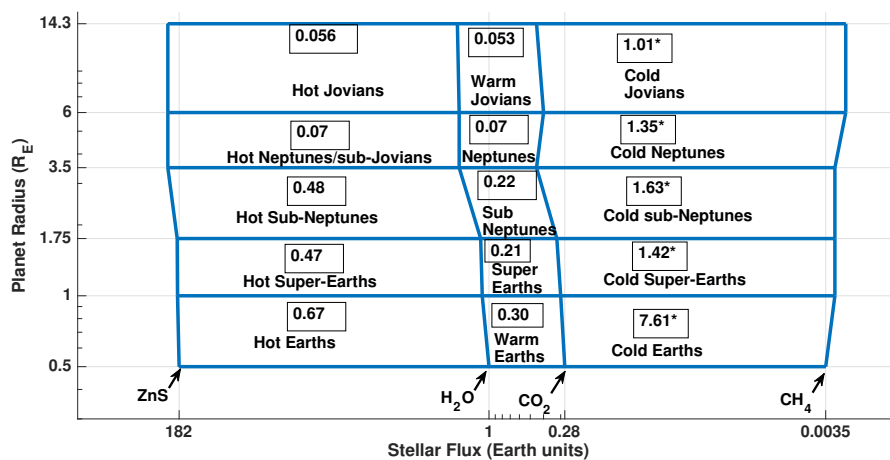 14.3
0.056
0.053
1.01*
Hot Jovians
Warm
Jovians
Cold
Jovians
6
0.07
0.07
1.35*
Hot Neptunes/sub-Jovians
Neptunes
Cold Neptunes
3.5
0.48
0.22
1.63*
Hot Sub-Neptunes
Sub
Neptunes
Cold sub-Neptunes
1.75
0.47
0.21
1.42*
Hot Super-Earths
Super
Earths
Cold Super-Earths
1
0.67
0.30
7.61*
Hot Earths
Warm
Earths
Cold Earths
0.5
Planet Radius (R_E)
ZnS
H₂O
CO₂
CH₄
182
1
0.28
0.0035
Stellar Flux (Earth units)